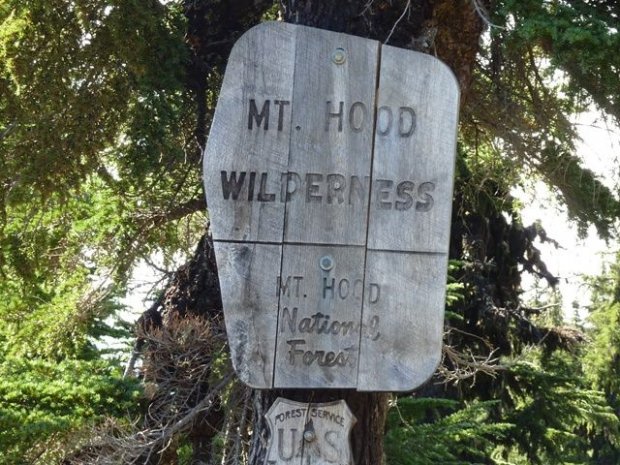 MT. HOOD
WILDERNESS
MT. HOOD
National
Forest
FOREST SERVICE
U S